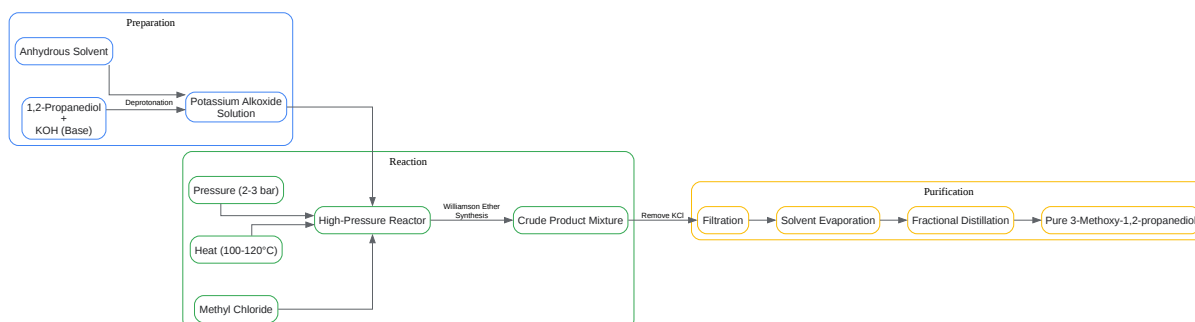 Preparation
Anhydrous Solvent
1,2-Propanediol
+
KOH (Base)
Deprotonation
Potassium Alkoxide
Solution
Reaction
Pressure (2-3 bar)
Heat (100-120°C)
Methyl Chloride
High-Pressure Reactor
Williamson Ether
Synthesis
Crude Product Mixture
Remove KCl
Purification
Filtration
Solvent Evaporation
Fractional Distillation
Pure 3-Methoxy-1,2-propanediol